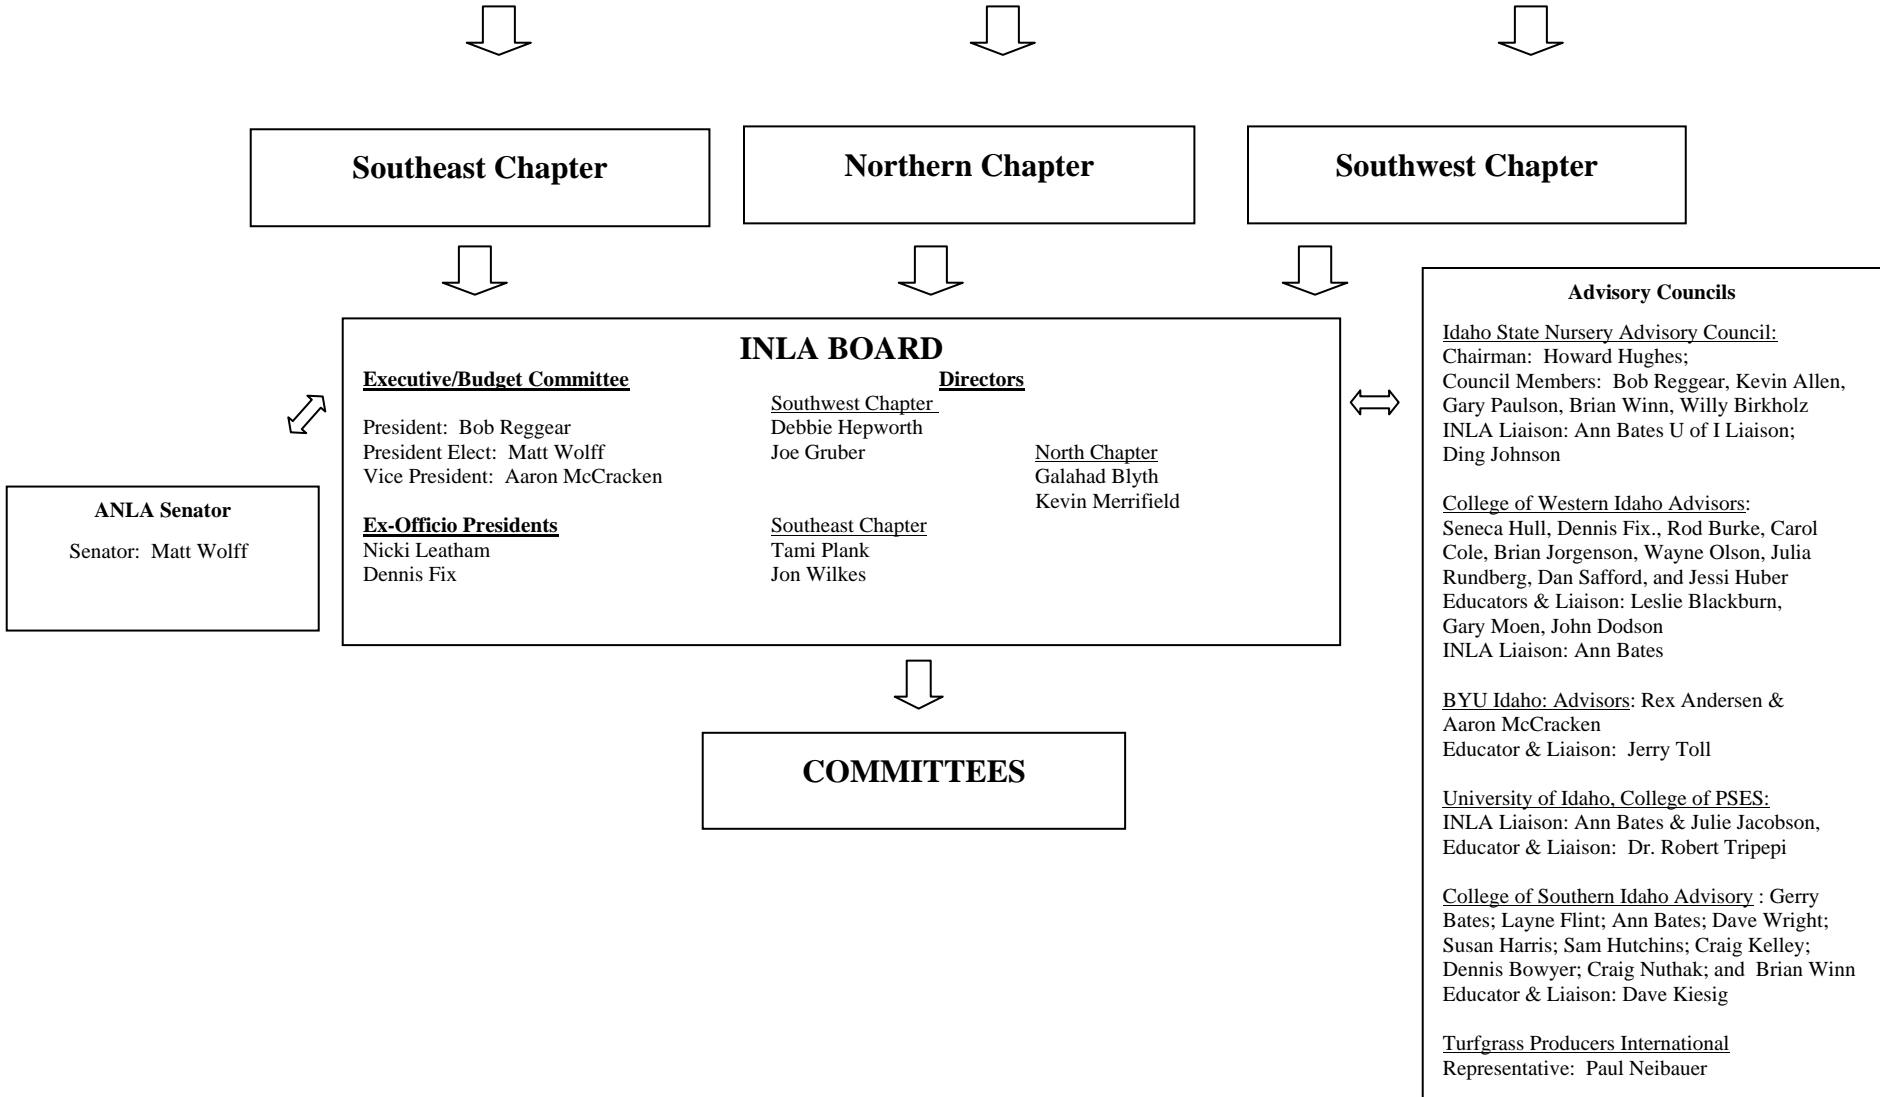 Southeast Chapter
Northern Chapter
Southwest Chapter
INLA BOARD
Executive/Budget Committee
President:  Bob Reggear
President Elect:  Matt Wolff
Vice President:  Aaron McCracken
Ex-Officio Presidents
Nicki Leatham
Dennis Fix
Directors
Southwest Chapter
Debbie Hepworth
Joe Gruber
North Chapter
Galahad Blyth
Kevin Merrifield
Southeast Chapter
Tami Plank
Jon Wilkes
ANLA Senator
Senator:  Matt Wolff
COMMITTEES
Advisory Councils
Idaho State Nursery Advisory Council:
Chairman:  Howard Hughes;
Council Members:  Bob Reggear, Kevin Allen,
Gary Paulson, Brian Winn, Willy Birkholz
INLA Liaison: Ann Bates U of I Liaison;
Ding Johnson
College of Western Idaho Advisors:
Seneca Hull, Dennis Fix., Rod Burke, Carol
Cole, Brian Jorgenson, Wayne Olson, Julia
Rundberg, Dan Safford, and Jessi Huber
Educators & Liaison: Leslie Blackburn,
Gary Moen, John Dodson
INLA Liaison: Ann Bates
BYU Idaho: Advisors: Rex Andersen &
Aaron McCracken
Educator & Liaison:  Jerry Toll
University of Idaho, College of PSES:
INLA Liaison: Ann Bates & Julie Jacobson,
Educator & Liaison:  Dr. Robert Tripepi
College of Southern Idaho Advisory : Gerry
Bates; Layne Flint; Ann Bates; Dave Wright;
Susan Harris; Sam Hutchins; Craig Kelley;
Dennis Bowyer; Craig Nuthak; and  Brian Winn
Educator & Liaison: Dave Kiesig
Turfgrass Producers International
Representative:  Paul Neibauer